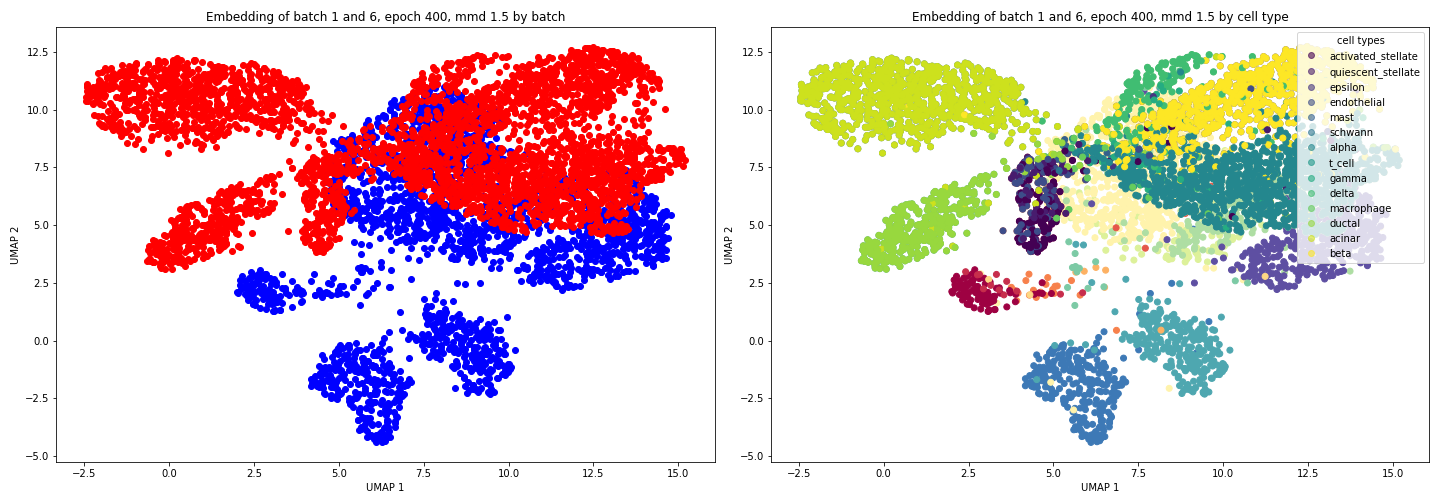 Embedding of batch 1 and 6, epoch 400, mmd 1.5 by batch
12.5
10.0
7.5
5.0
2.5
0.0
−2.5
−5.0
UMAP 2
−2.5
0.0
2.5
5.0
7.5
10.0
12.5
15.0
UMAP 1
Embedding of batch 1 and 6, epoch 400, mmd 1.5 by cell type
12.5
10.0
7.5
5.0
2.5
0.0
−2.5
−5.0
UMAP 2
cell types
activated_stellate
quiescent_stellate
epsilon
endothelial
mast
schwann
alpha
t_cell
gamma
delta
macrophage
ductal
acinar
beta
−2.5
0.0
2.5
5.0
7.5
10.0
12.5
15.0
UMAP 1